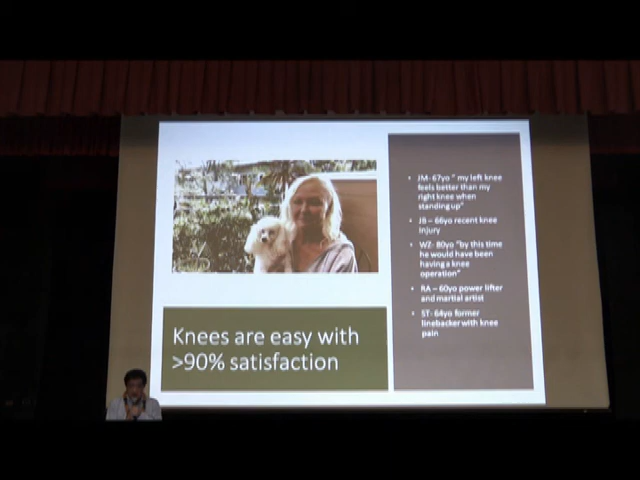 Knees are easy with
>90% satisfaction
• JM- 67yo " my left knee
feels better than my
right knee when
standing up"
• JB – 66yo recent knee
injury
• WZ- 80yo "by this time
he would have been
having a knee
operation"
• RA – 60yo power lifter
and martial artist
• ST- 64yo former
linebacker with knee
pain